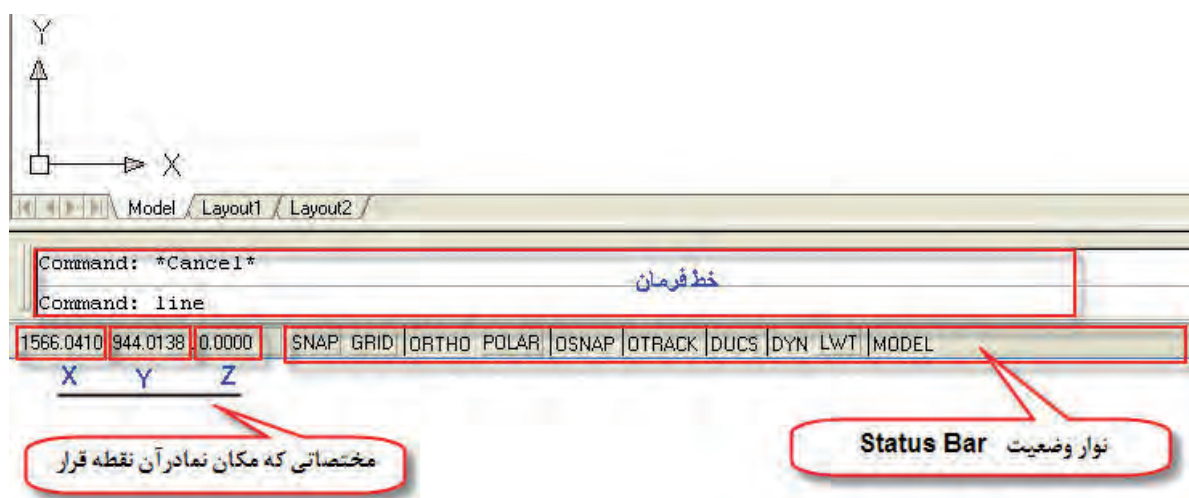 Y
X
Model / Layout1 / Layout2 /
Command: *Cancel*
خط فرمان
Command: line
1566.0410, 944.0138, 0.0000 SNAP GRID ORTHO POLAR OSNAP OTRACK DUCS DYN LWT MODEL
X Y Z
مختصاتی که مکان نمادرآن نقطه قرار
نوار وضعیت Status Bar